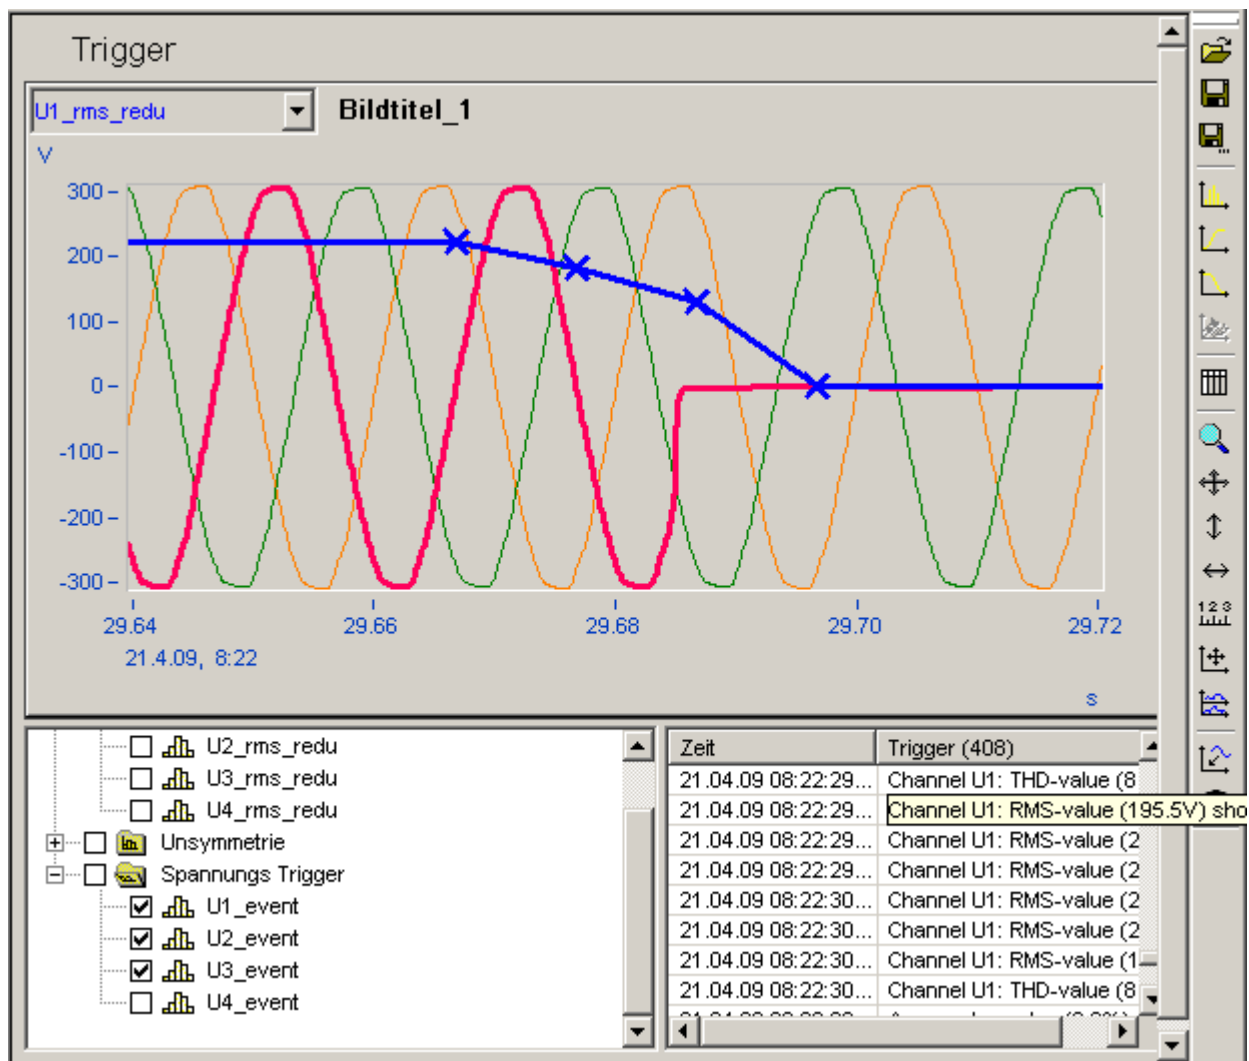 Trigger
U1_rms_redu
Bildtitel_1
V
300
200
100
0
-100
-200
-300
29.64 29.66 29.68 29.70 29.72
21.4.09, 8:22
s
1 2 3
U2_rms_redu
U3_rms_redu
U4_rms_redu
Unsymmetrie
Spannungs Trigger
U1_event
U2_event
U3_event
U4_event
Zeit Trigger (408)
21.04.09 08:22:29... Channel U1: THD-value (8
21.04.09 08:22:29... Channel U1: RMS-value (195.5V) sho
21.04.09 08:22:29... Channel U1: RMS-value (2
21.04.09 08:22:29... Channel U1: RMS-value (2
21.04.09 08:22:30... Channel U1: RMS-value (2
21.04.09 08:22:30... Channel U1: RMS-value (2
21.04.09 08:22:30... Channel U1: RMS-value (1
21.04.09 08:22:30... Channel U1: THD-value (8